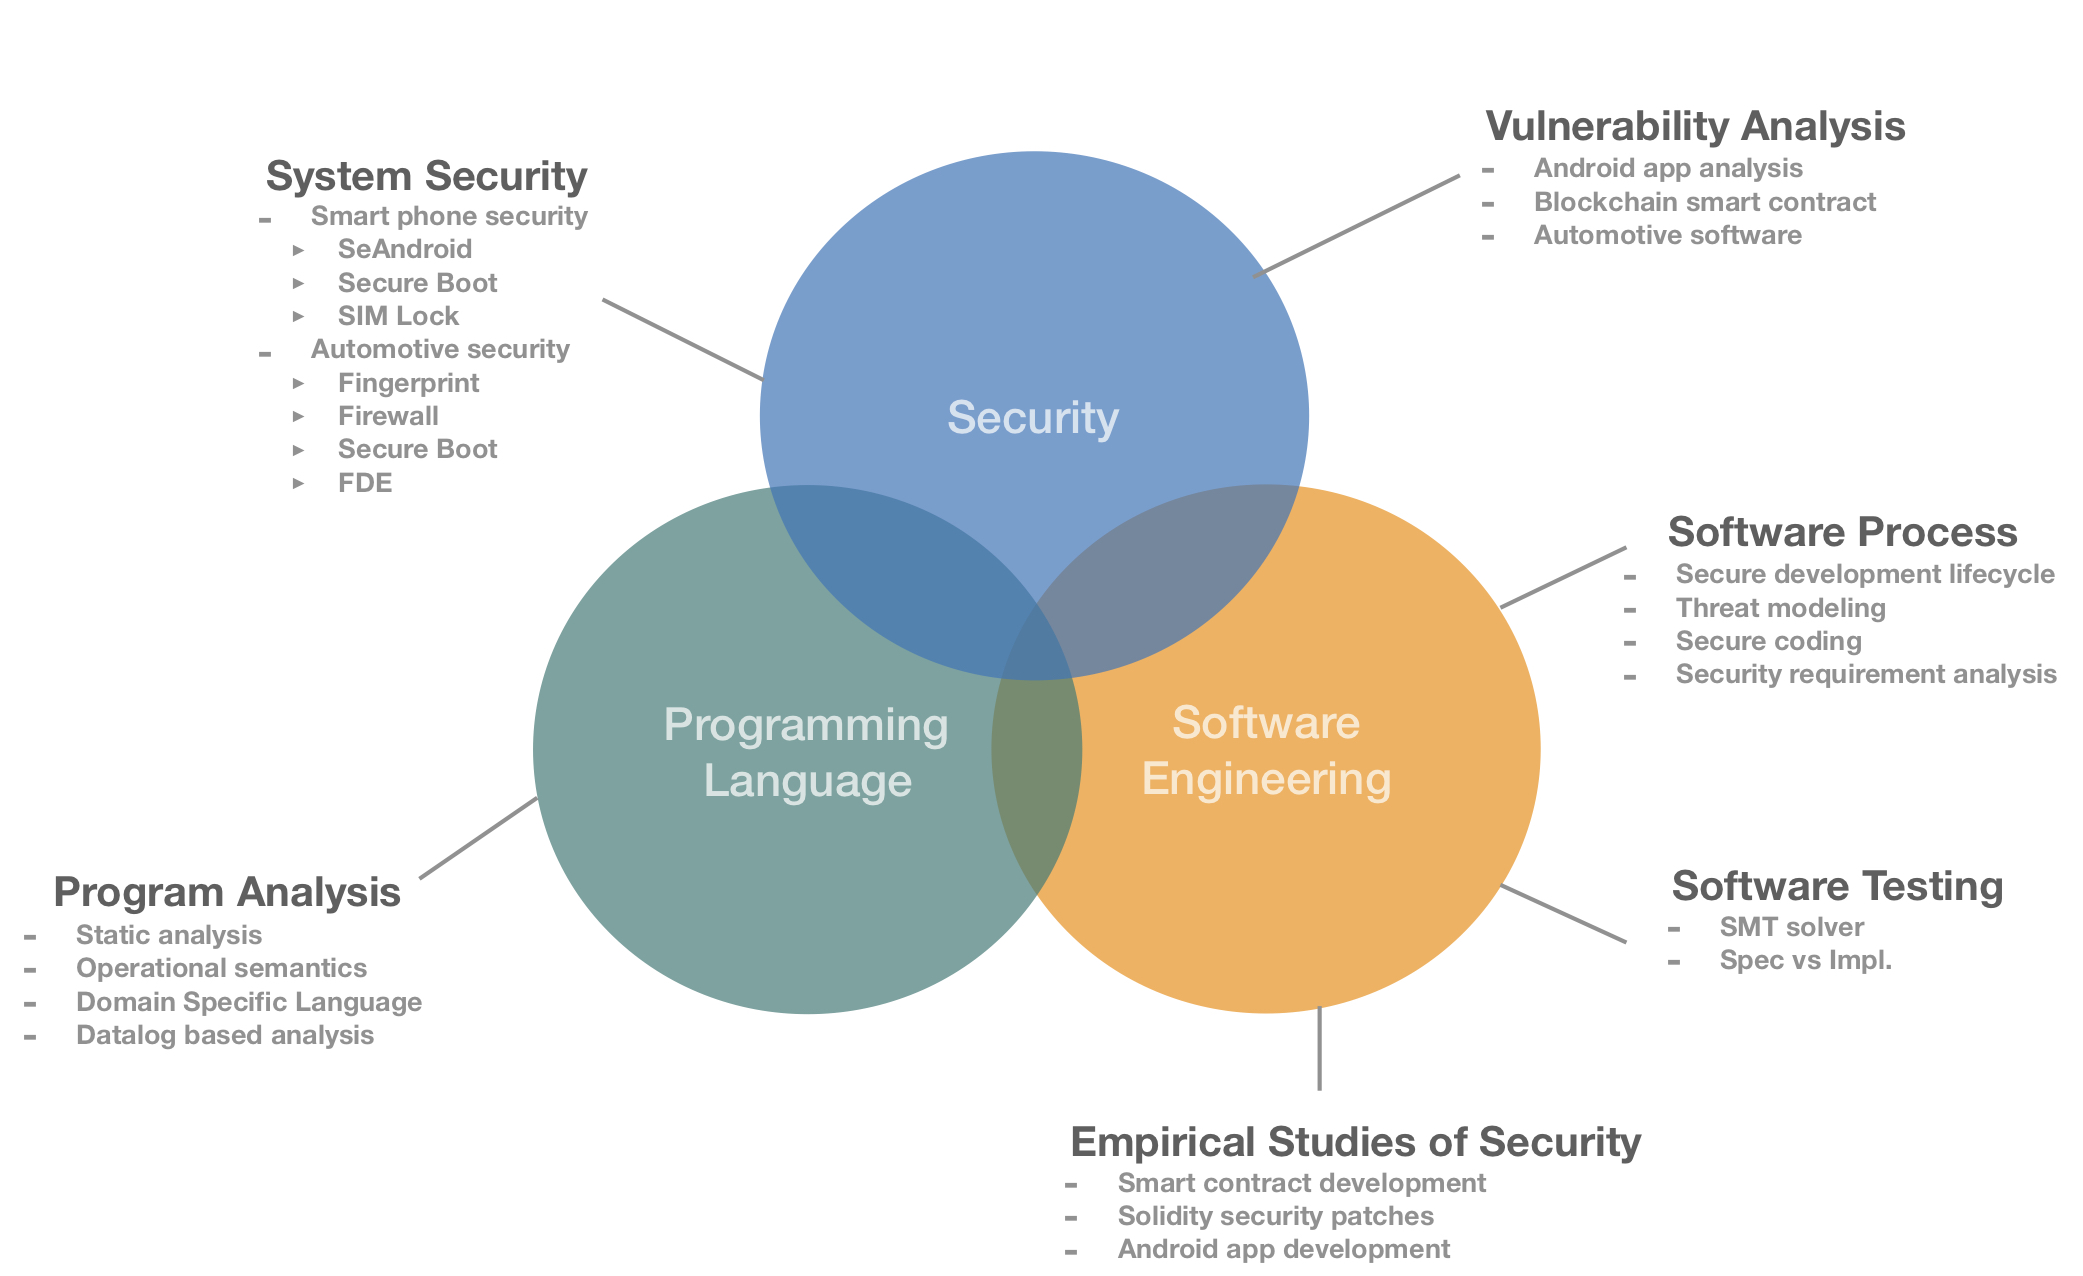 Vulnerability Analysis
- Android app analysis
- Blockchain smart contract
- Automotive software
System Security
- Smart phone security
▸ SeAndroid
▸ Secure Boot
▸ SIM Lock
- Automotive security
▸ Fingerprint
▸ Firewall
▸ Secure Boot
▸ FDE
Security
Software Process
- Secure development lifecycle
- Threat modeling
- Secure coding
- Security requirement analysis
Programming
Language
Software
Engineering
Program Analysis
- Static analysis
- Operational semantics
- Domain Specific Language
- Datalog based analysis
Software Testing
- SMT solver
- Spec vs Impl.
Empirical Studies of Security
- Smart contract development
- Solidity security patches
- Android app development